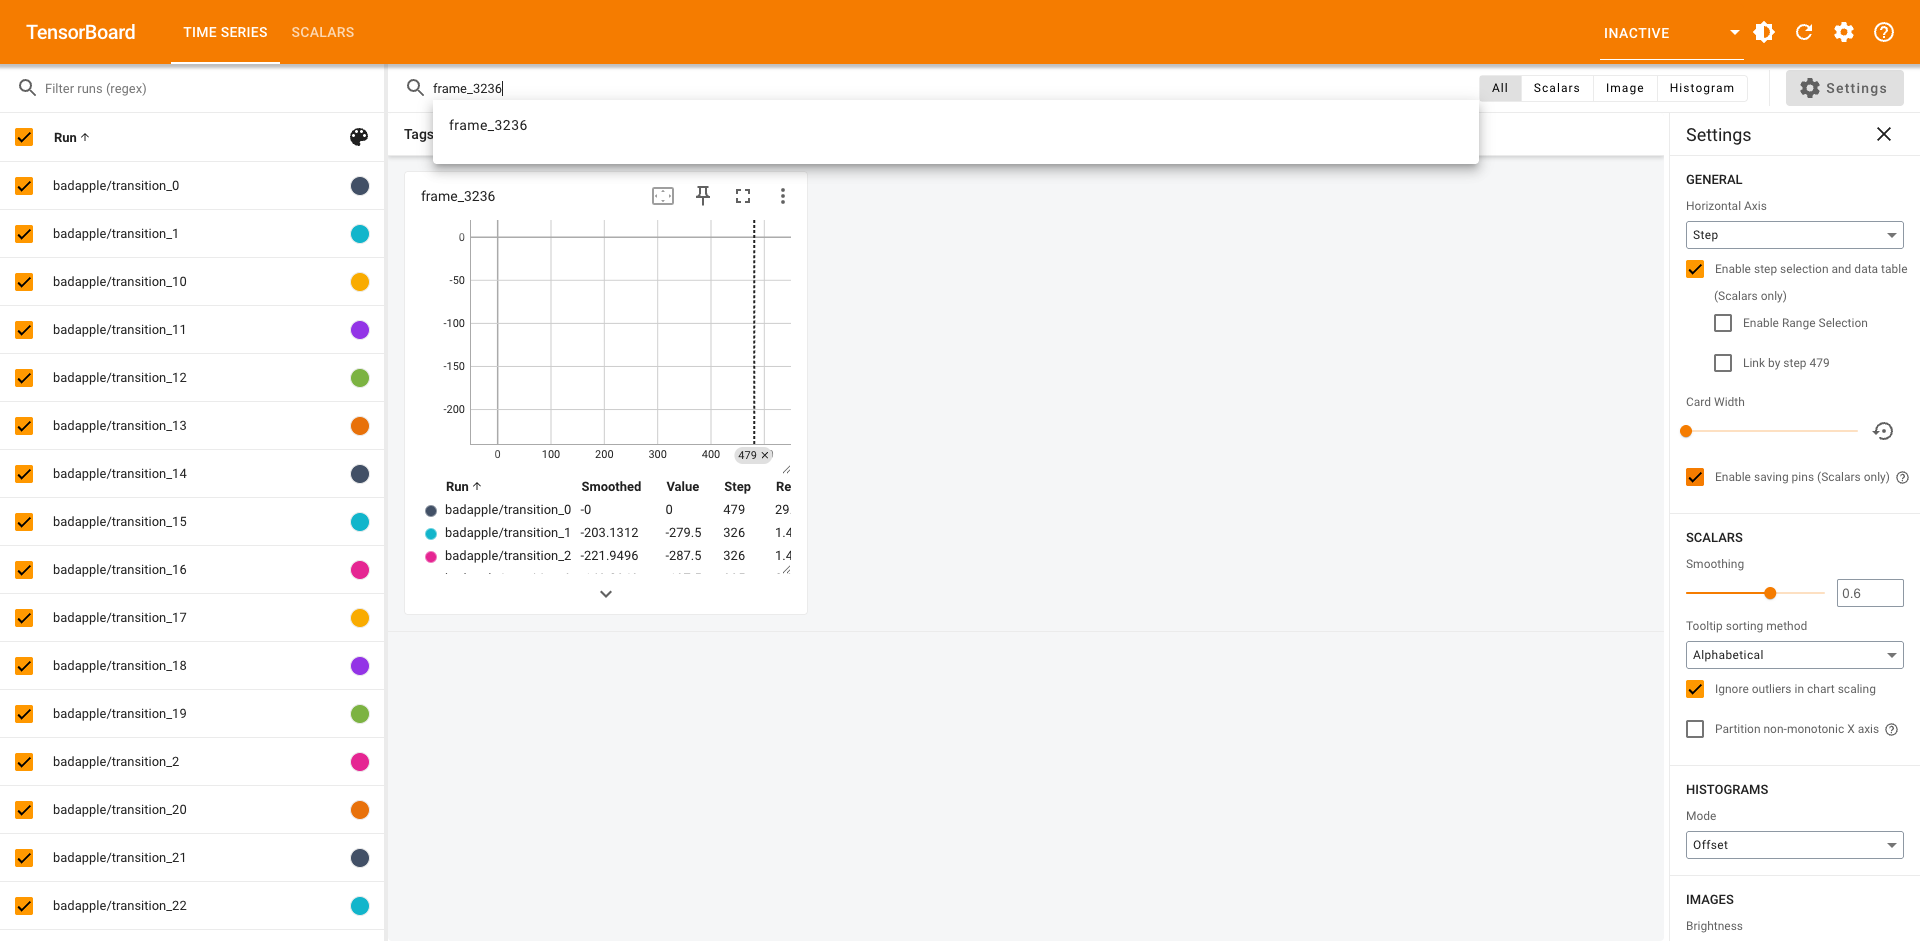 TensorBoard TIME SERIES SCALARS INACTIVE
Filter runs (regex)
frame_3236
All Scalars Image Histogram Settings
frame_3236
Tags
Run
badapple/transition_0
badapple/transition_1
badapple/transition_10
badapple/transition_11
badapple/transition_12
badapple/transition_13
badapple/transition_14
badapple/transition_15
badapple/transition_16
badapple/transition_17
badapple/transition_18
badapple/transition_19
badapple/transition_2
badapple/transition_20
badapple/transition_21
badapple/transition_22
frame_3236
0
-50
-100
-150
-200
0 100 200 300 400 479
Run Smoothed Value Step Re
badapple/transition_0 -0 0 479 29.
badapple/transition_1 -203.1312 -279.5 326 1.4
badapple/transition_2 -221.9496 -287.5 326 1.4
Settings
GENERAL
Horizontal Axis
Step
Enable step selection and data table
(Scalars only)
Enable Range Selection
Link by step 479
Card Width
Enable saving pins (Scalars only)
SCALARS
Smoothing
0.6
Tooltip sorting method
Alphabetical
Ignore outliers in chart scaling
Partition non-monotonic X axis
HISTOGRAMS
Mode
Offset
IMAGES
Brightness